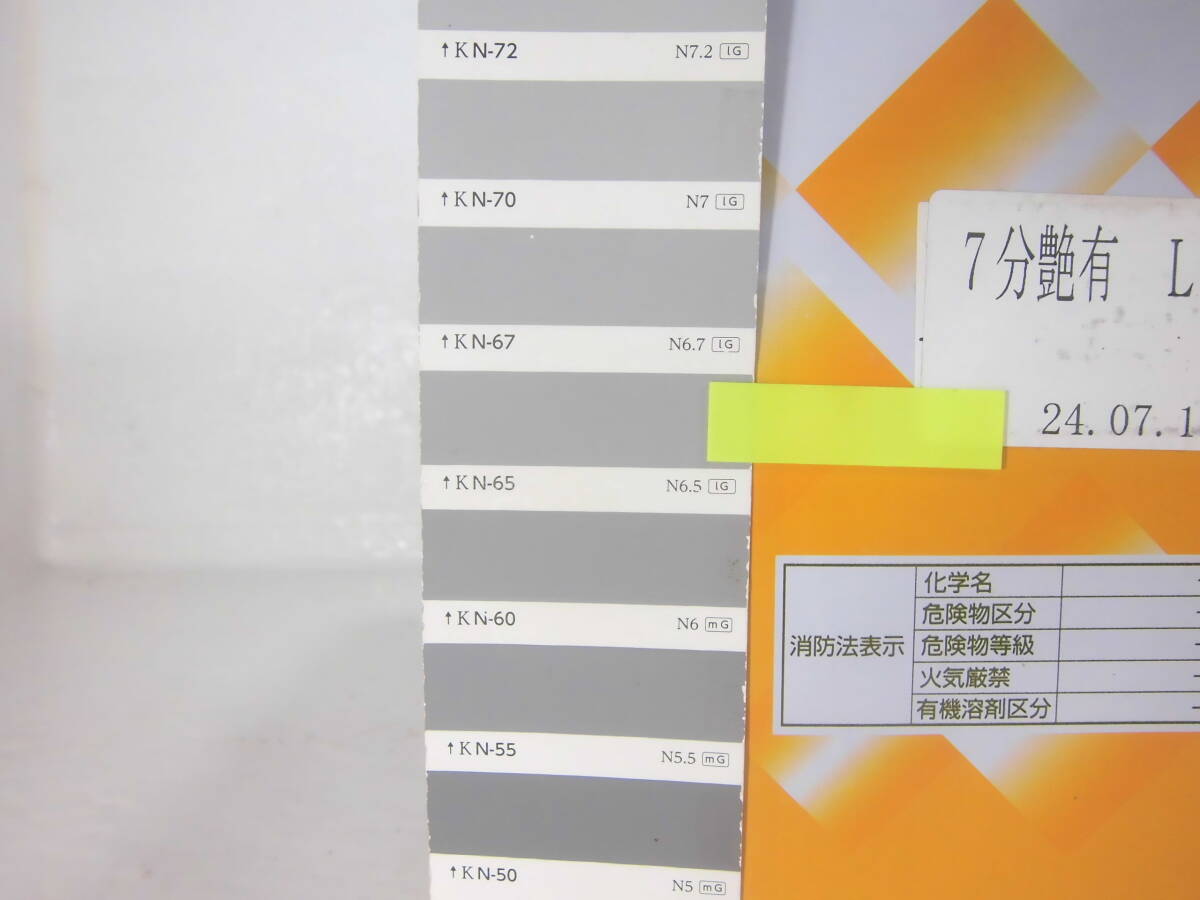 ↑KN-72 N7.2 lG
↑KN-70 N7 lG
↑KN-67 N6.7 lG
↑KN-65 N6.5 lG
↑KN-60 N6 mG
↑KN-55 N5.5 mG
↑KN-50 N5 mG
7分艶有 L
24.07.1
消防法表示
化学名 -
危険物区分 -
危険物等級 -
火気厳禁 -
有機溶剤区分 -